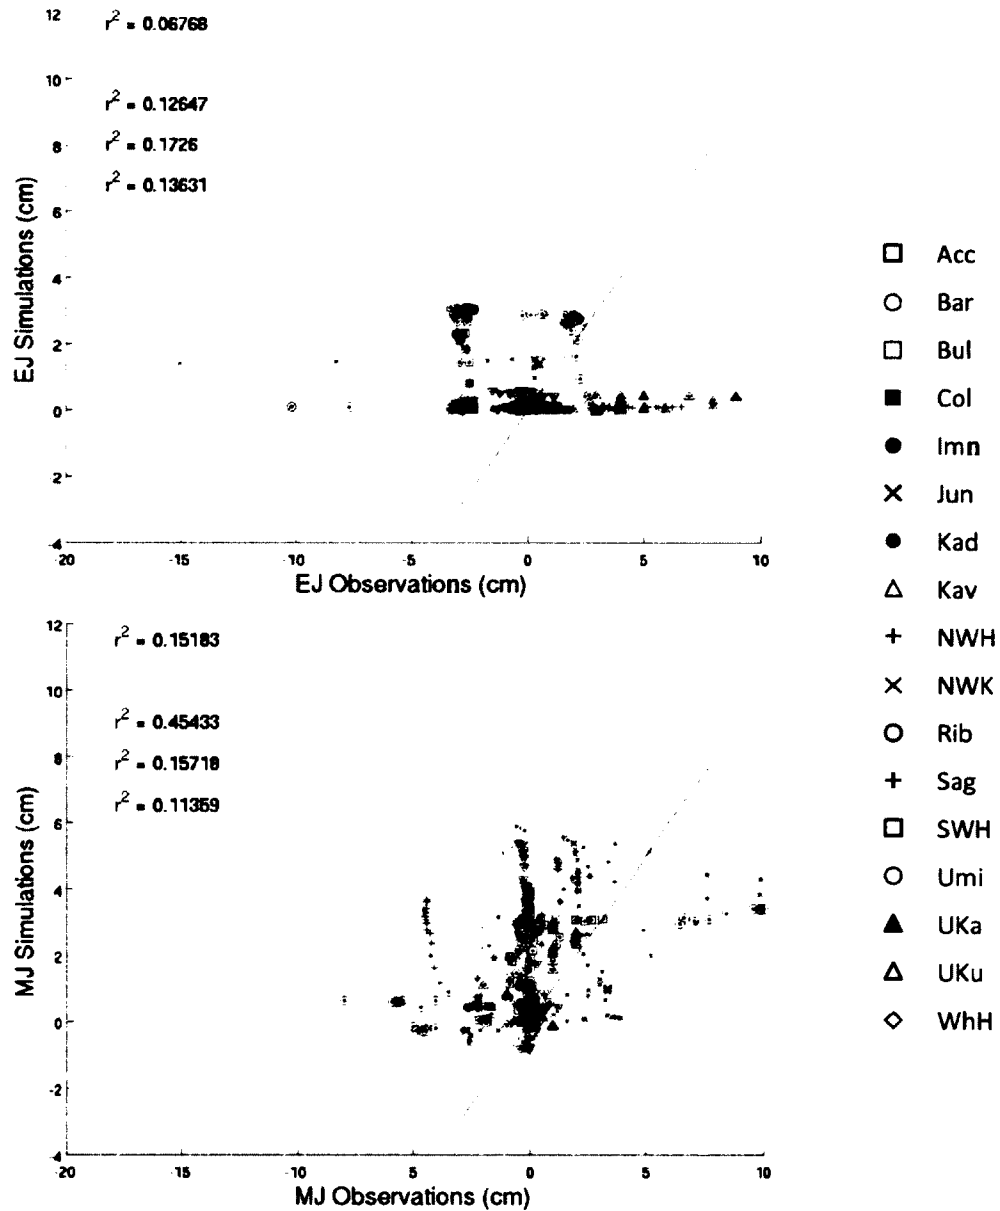 12
r² = 0.06768
10
r² = 0.12647
8
r² = 0.1726
r² = 0.13631
6
4
2
0
2
-4
-20
-15
-10
-5
0
5
10
EJ Simulations (cm)
EJ Observations (cm)
12
r² = 0.15183
10
r² = 0.45433
8
r² = 0.15718
r² = 0.11359
6
4
2
0
-2
-4
-20
-15
-10
5
0
5
10
MJ Simulations (cm)
MJ Observations (cm)
Acc
Bar
Bul
Col
Imn
Jun
Kad
Kav
NWH
NWK
Rib
Sag
SWH
Umi
UKa
UKu
WhH